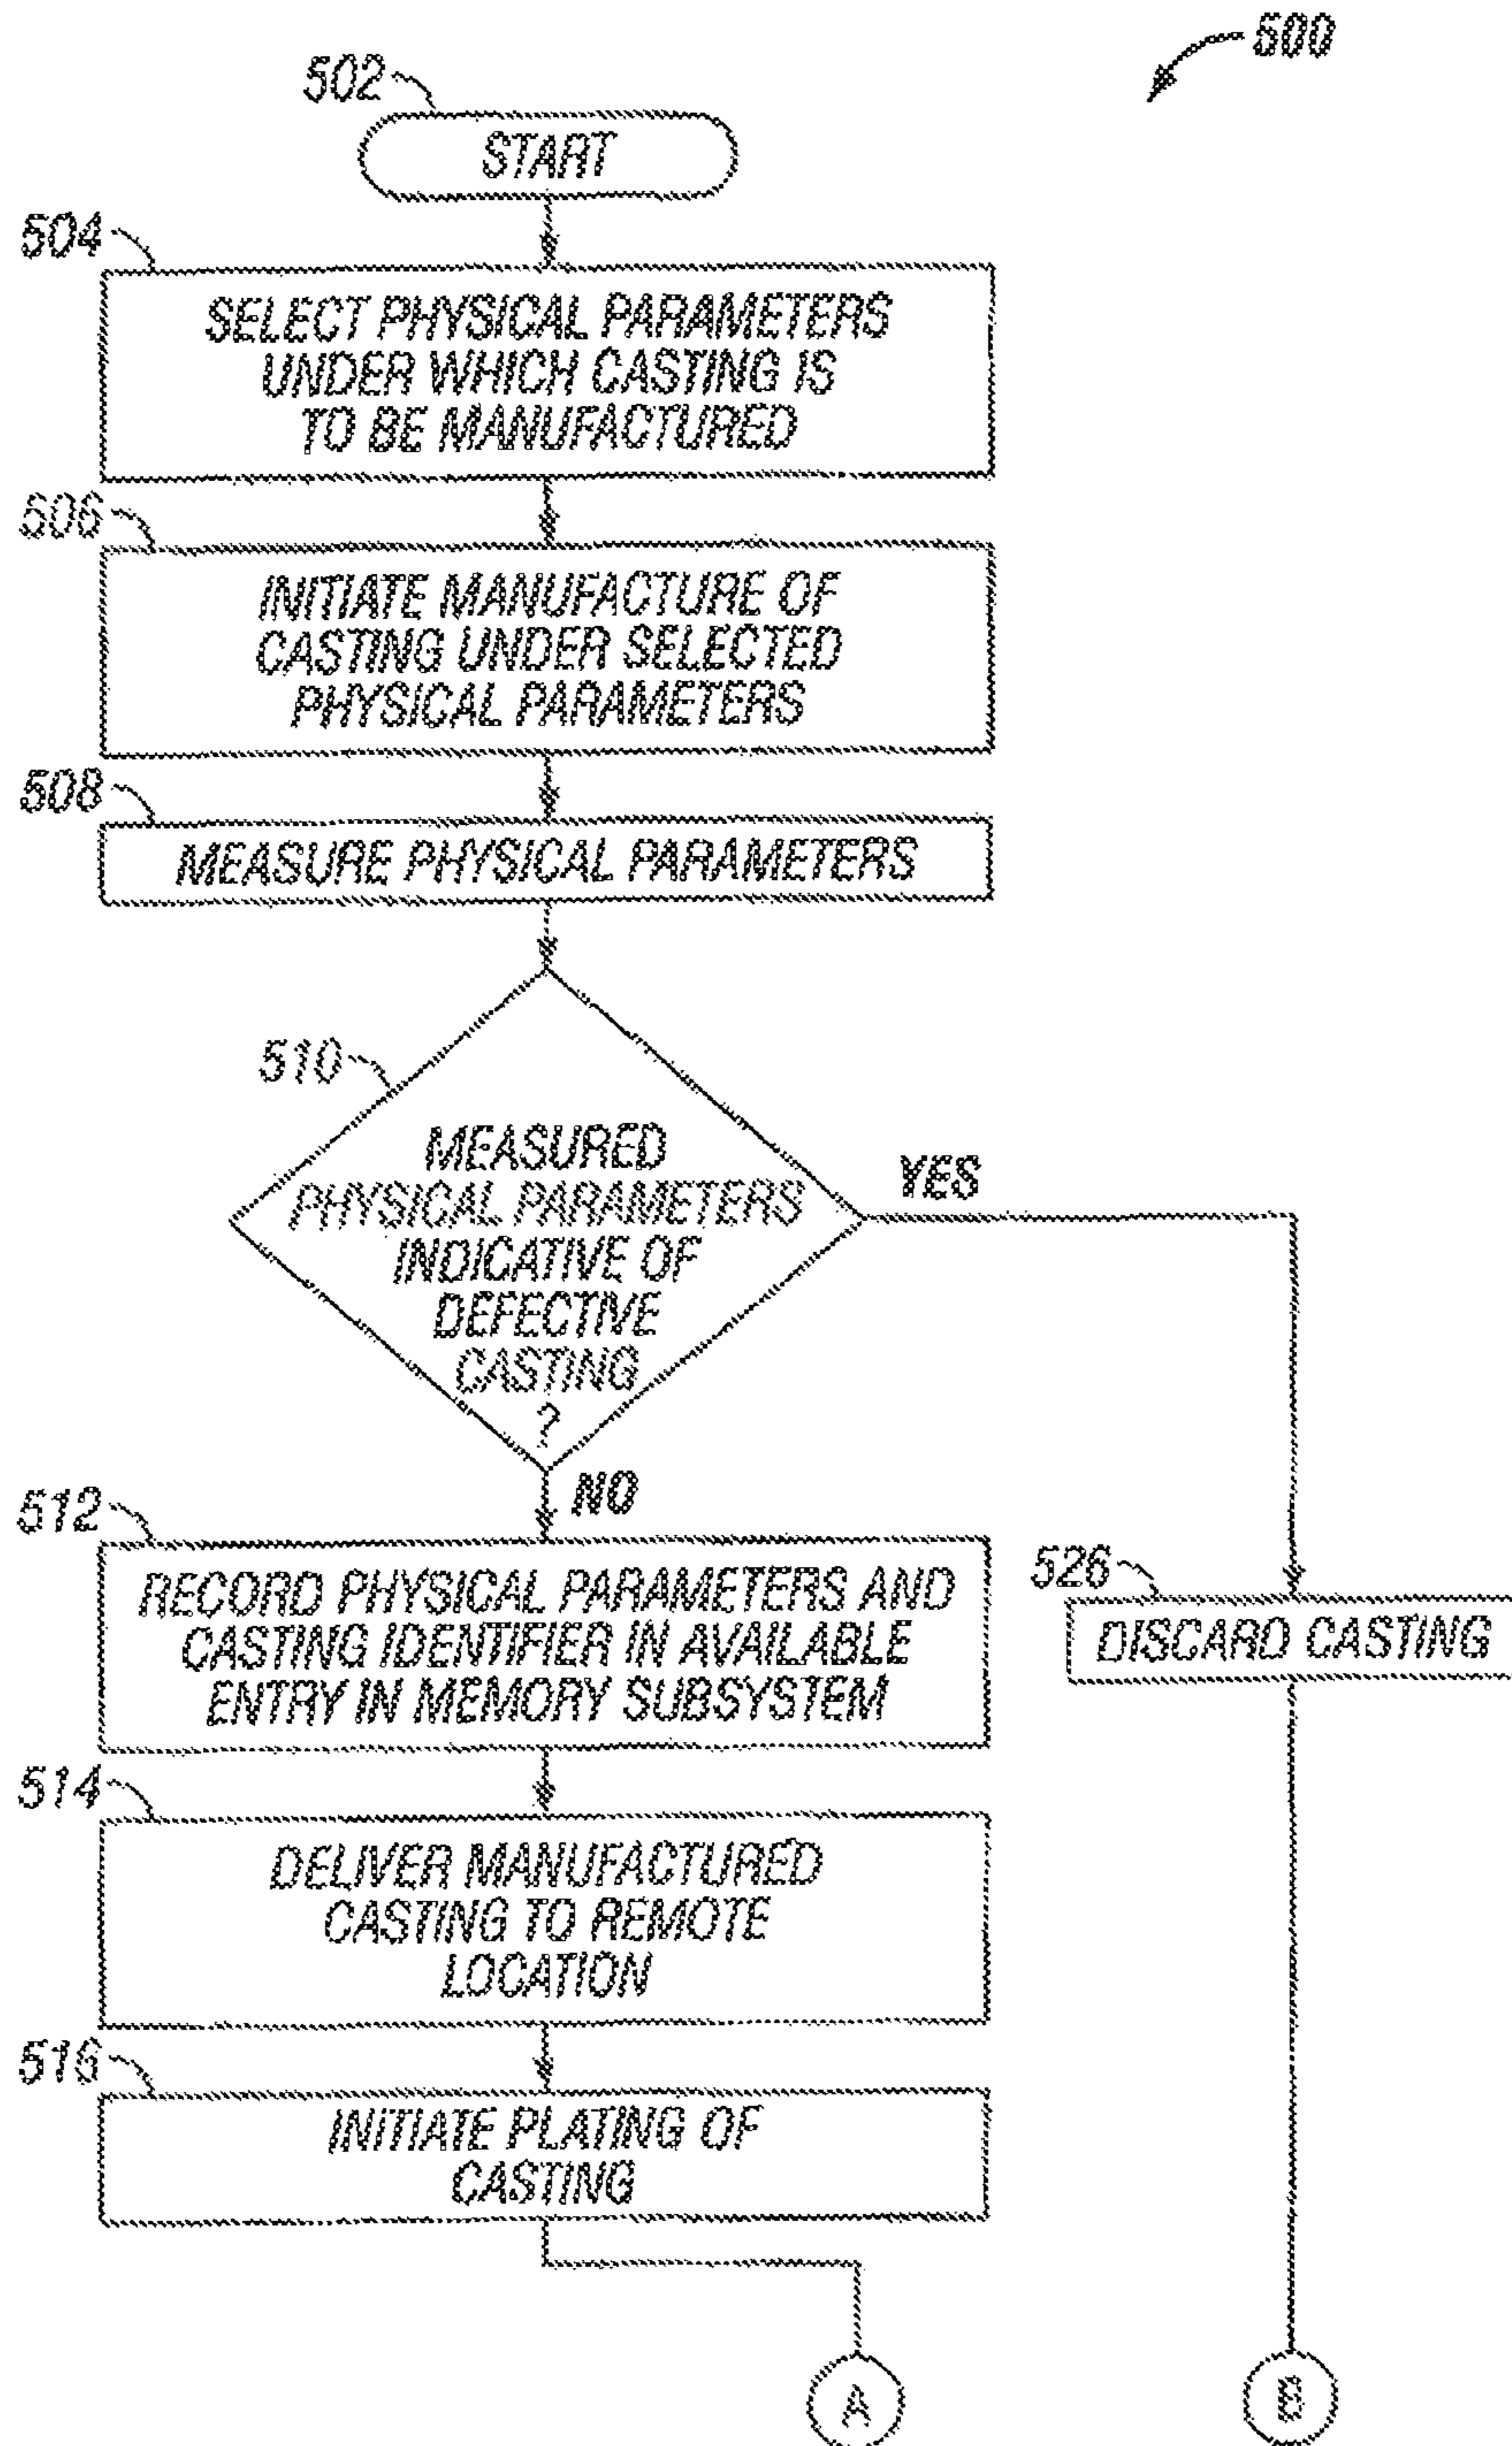 500
502
START
504
SELECT PHYSICAL PARAMETERS
UNDER WHICH CASTING IS
TO BE MANUFACTURED
506
INITIATE MANUFACTURE OF
CASTING UNDER SELECTED
PHYSICAL PARAMETERS
508
MEASURE PHYSICAL PARAMETERS
510
MEASURED
PHYSICAL PARAMETERS
INDICATIVE OF
DEFECTIVE
CASTING
?
YES
NO
512
RECORD PHYSICAL PARAMETERS AND
CASTING IDENTIFIER IN AVAILABLE
ENTRY IN MEMORY SUBSYSTEM
526
DISCARD CASTING
514
DELIVER MANUFACTURED
CASTING TO REMOTE
LOCATION
516
INITIATE PLATING OF
CASTING
A
B